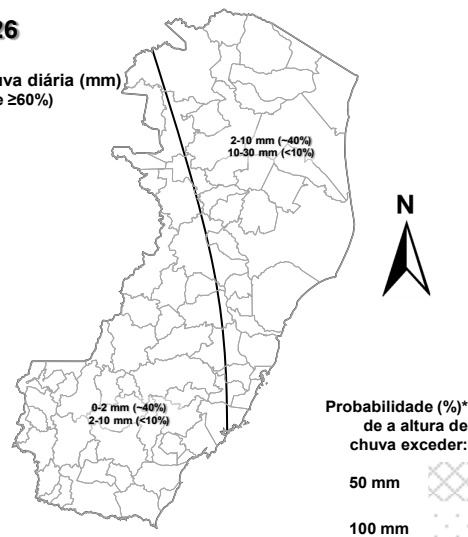 26
uva diária (mm)
e ≥60%)
2-10 mm (~40%)
10-30 mm (<10%)
N
0-2 mm (~40%)
2-10 mm (<10%)
Probabilidade (%)*
de a altura de
chuva exceder:
50 mm
100 mm